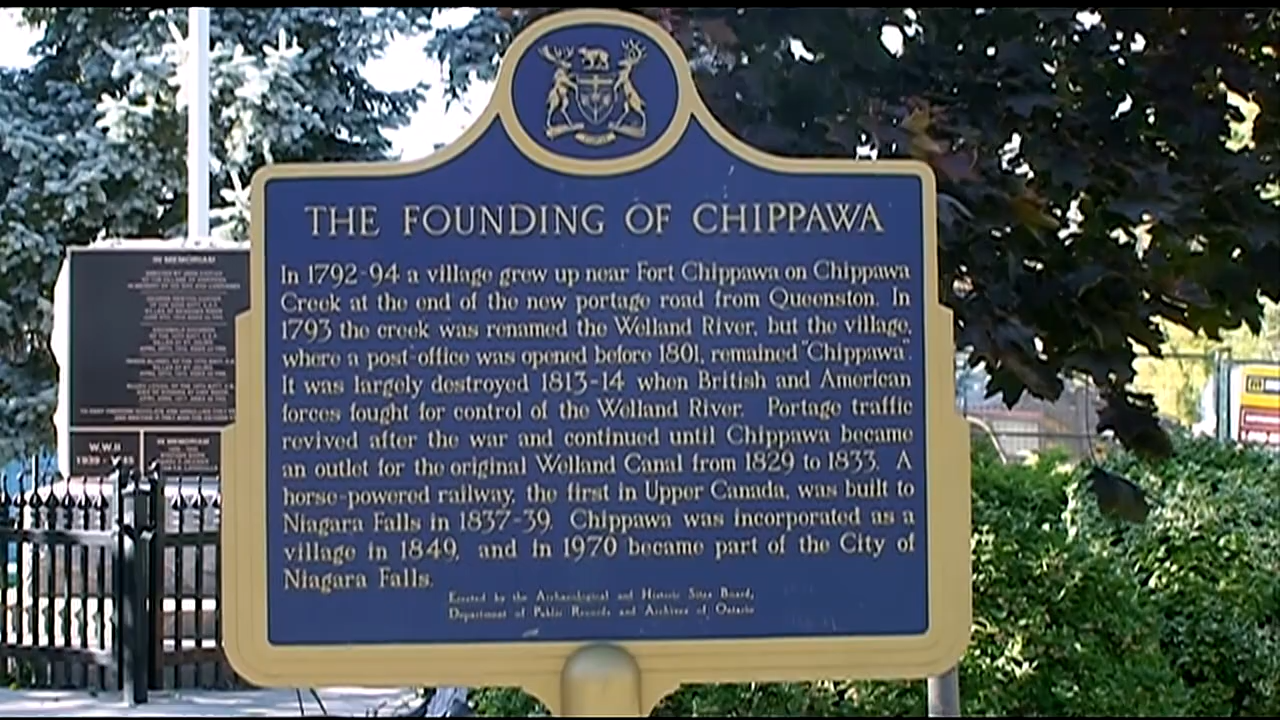 THE FOUNDING OF CHIPPAWA
In 1792-94 a village grew up near Fort Chippawa on Chippawa
Creek at the end of the new portage road from Queenston. In
1793 the creek was renamed the Welland River, but the village,
where a post-office was opened before 1801, remained "Chippawa".
It was largely destroyed 1813-14 when British and American
forces fought for control of the Welland River. Portage traffic
revived after the war and continued until Chippawa became
an outlet for the original Welland Canal from 1829 to 1833. A
horse-powered railway, the first in Upper Canada, was built to
Niagara Falls in 1837-39. Chippawa was incorporated as a
village in 1849, and in 1970 became part of the City of
Niagara Falls.
Erected by the Archaeological and Historic Sites Board,
Department of Public Records and Archives of Ontario
IN MEMORIAM
W.W.II
IN MEMORIAM